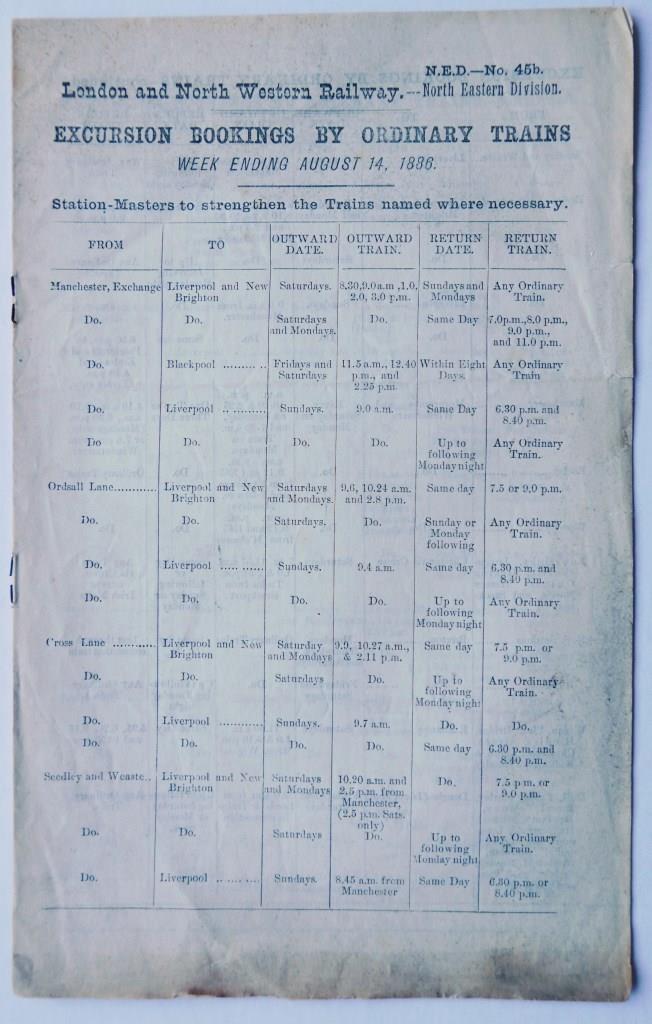 N.E.D.—No. 45b.
London and North Western Railway.—North Eastern Division.
EXCURSION BOOKINGS BY ORDINARY TRAINS
WEEK ENDING AUGUST 14, 1886.
Station-Masters to strengthen the Trains named where necessary.
FROM TO OUTWARD DATE. OUTWARD TRAIN. RETURN DATE. RETURN TRAIN.
Manchester, Exchange Liverpool and New Brighton Saturdays. 8.30,9.0a.m ,1.0, 2.0, 3.0 p.m. Sundays and Mondays Any Ordinary Train.
Do. Do. Saturdays and Mondays. Do. Same Day 7.0p.m.,8.0 p.m., 9.0 p.m., and 11.0 p.m.
Do. Blackpool ......... .. Fridays and Saturdays 11.5 a.m., 12.40 p.m., and 2.25 p.m. Within Eight Days. Any Ordinary Train
Do. Liverpool .. ......... Sundays. 9.0 a.m. Same Day 6.30 p.m. and 8.40 p.m.
Do Do. Do. Do. Up to following Monday night Any Ordinary Train.
Ordsall Lane............ Liverpool and New Brighton Saturdays and Mondays. 9.6, 10.24 a.m. and 2.8 p.m. Same day 7.5 or 9.0 p.m.
Do. Do. Saturdays. Do. Sunday or Monday following Any Ordinary Train.
Do. Liverpool ..... ...... Sundays. 9.4 a.m. Same day 6.30 p.m. and 8.40 p.m.
Do. Do. Do. Do. Up to following Monday night Any Ordinary Train.
Cross Lane ............ Liverpool and New Brighton Saturday and Mondays 9.9, 10.27 a.m., & 2.11 p.m. Same day 7.5 p.m. or 9.0 p.m.
Do. Do. Saturdays Do. Up to following Monday night Any Ordinary Train.
Do. Liverpool ............ Sundays. 9.7 a.m. Do. Do.
Do. Do. Do. Do. Same day 6.30 p.m. and 8.40 p.m.
Seedley and Weaste.. Liverpool and New Brighton Saturdays and Mondays 10.20 a.m. and 2.5 p.m. from Manchester, (2.5 p.m. Sats. only) Do. 7.5 p.m. or 9.0 p.m.
Do. Do. Saturdays Do. Up to following Monday night Any Ordinary Train.
Do. Liverpool .. ........ Sundays. 8.45 a.m. from Manchester Same Day 6.30 p.m. or 8.40 p.m.